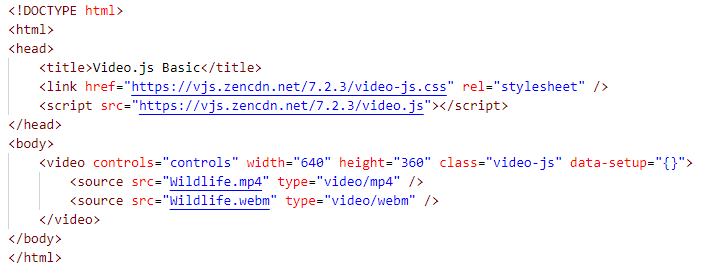 <!DOCTYPE html>
<html>
<head>
    <title>Video.js Basic</title>
    <link href="https://vjs.zencdn.net/7.2.3/video-js.css" rel="stylesheet" />
    <script src="https://vjs.zencdn.net/7.2.3/video.js"></script>
</head>
<body>
    <video controls="controls" width="640" height="360" class="video-js" data-setup="{}">
        <source src="Wildlife.mp4" type="video/mp4" />
        <source src="Wildlife.webm" type="video/webm" />
    </video>
</body>
</html>